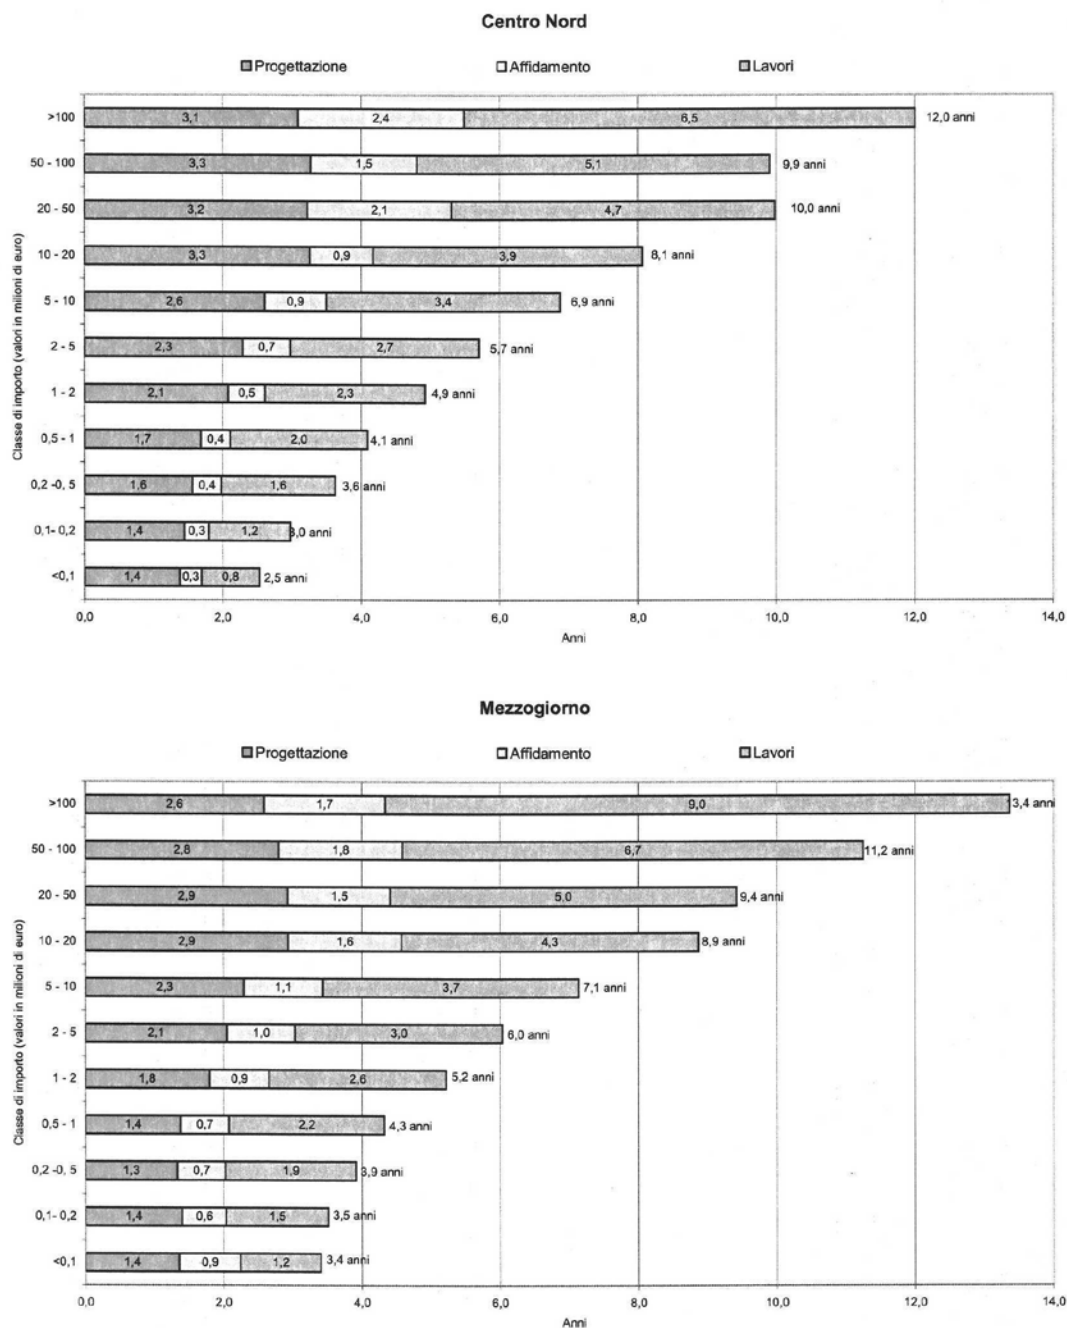 Centro Nord
Progettazione Affidamento Lavori
Classe di importo (valori in milioni di euro)
>100 3,1 2,4 6,5 12,0 anni
50 - 100 3,3 1,5 5,1 9,9 anni
20 - 50 3,2 2,1 4,7 10,0 anni
10 - 20 3,3 0,9 3,9 8,1 anni
5 - 10 2,6 0,9 3,4 6,9 anni
2 - 5 2,3 0,7 2,7 5,7 anni
1 - 2 2,1 0,5 2,3 4,9 anni
0,5 - 1 1,7 0,4 2,0 4,1 anni
0,2 -0, 5 1,6 0,4 1,6 3,6 anni
0,1- 0,2 1,4 0,3 1,2 3,0 anni
<0,1 1,4 0,3 0,8 2,5 anni
0,0 2,0 4,0 6,0 8,0 10,0 12,0 14,0
Anni
Mezzogiorno
Progettazione Affidamento Lavori
Classe di importo (valori in milioni di euro)
>100 2,6 1,7 9,0 3,4 anni
50 - 100 2,8 1,8 6,7 11,2 anni
20 - 50 2,9 1,5 5,0 9,4 anni
10 - 20 2,9 1,6 4,3 8,9 anni
5 - 10 2,3 1,1 3,7 7,1 anni
2 - 5 2,1 1,0 3,0 6,0 anni
1 - 2 1,8 0,9 2,6 5,2 anni
0,5 - 1 1,4 0,7 2,2 4,3 anni
0,2 -0, 5 1,3 0,7 1,9 3,9 anni
0,1- 0,2 1,4 0,6 1,5 3,5 anni
<0,1 1,4 0,9 1,2 3,4 anni
0,0 2,0 4,0 6,0 8,0 10,0 12,0 14,0
Anni